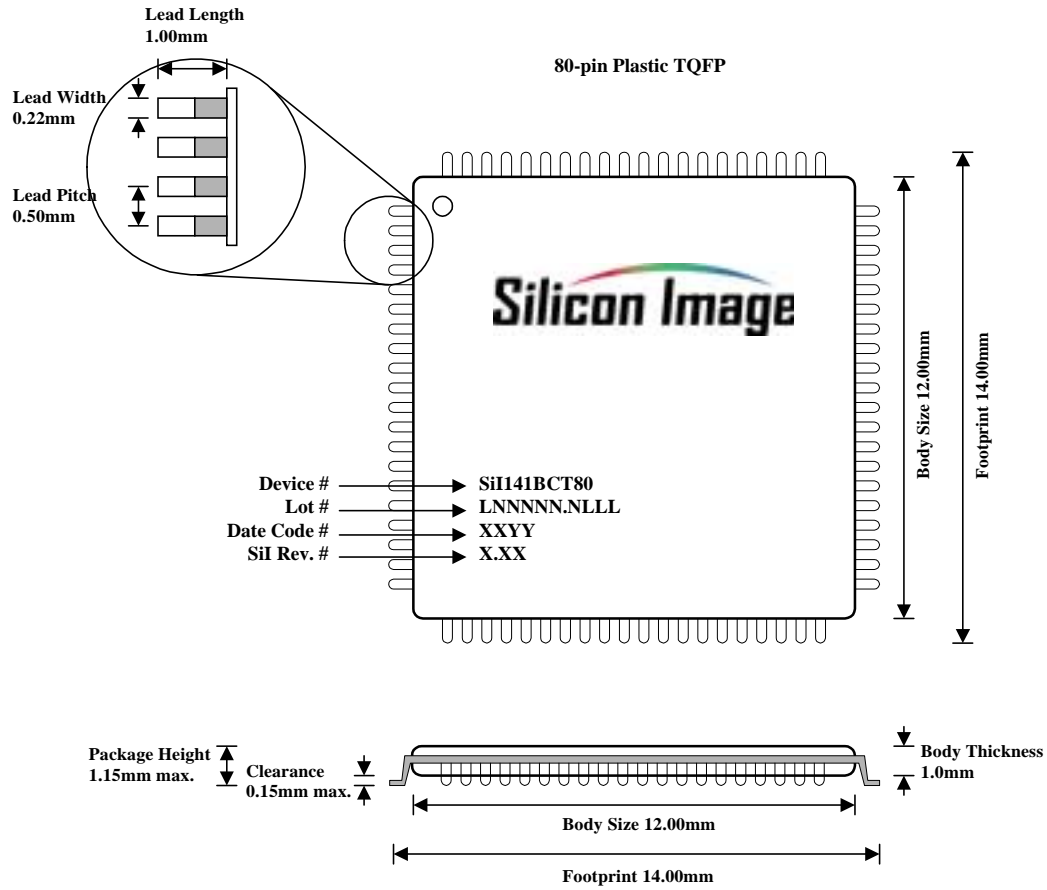 Lead Length
1.00mm
80-pin Plastic TQFP
Lead Width
0.22mm
Lead Pitch
0.50mm
Silicon Image
Body Size 12.00mm
Footprint 14.00mm
Device #
SiI141BCT80
Lot #
LNNNNN.NLLL
Date Code #
XXYY
SiI Rev. #
X.XX
Package Height
1.15mm max.
Clearance
0.15mm max.
Body Thickness
1.0mm
Body Size 12.00mm
Footprint 14.00mm